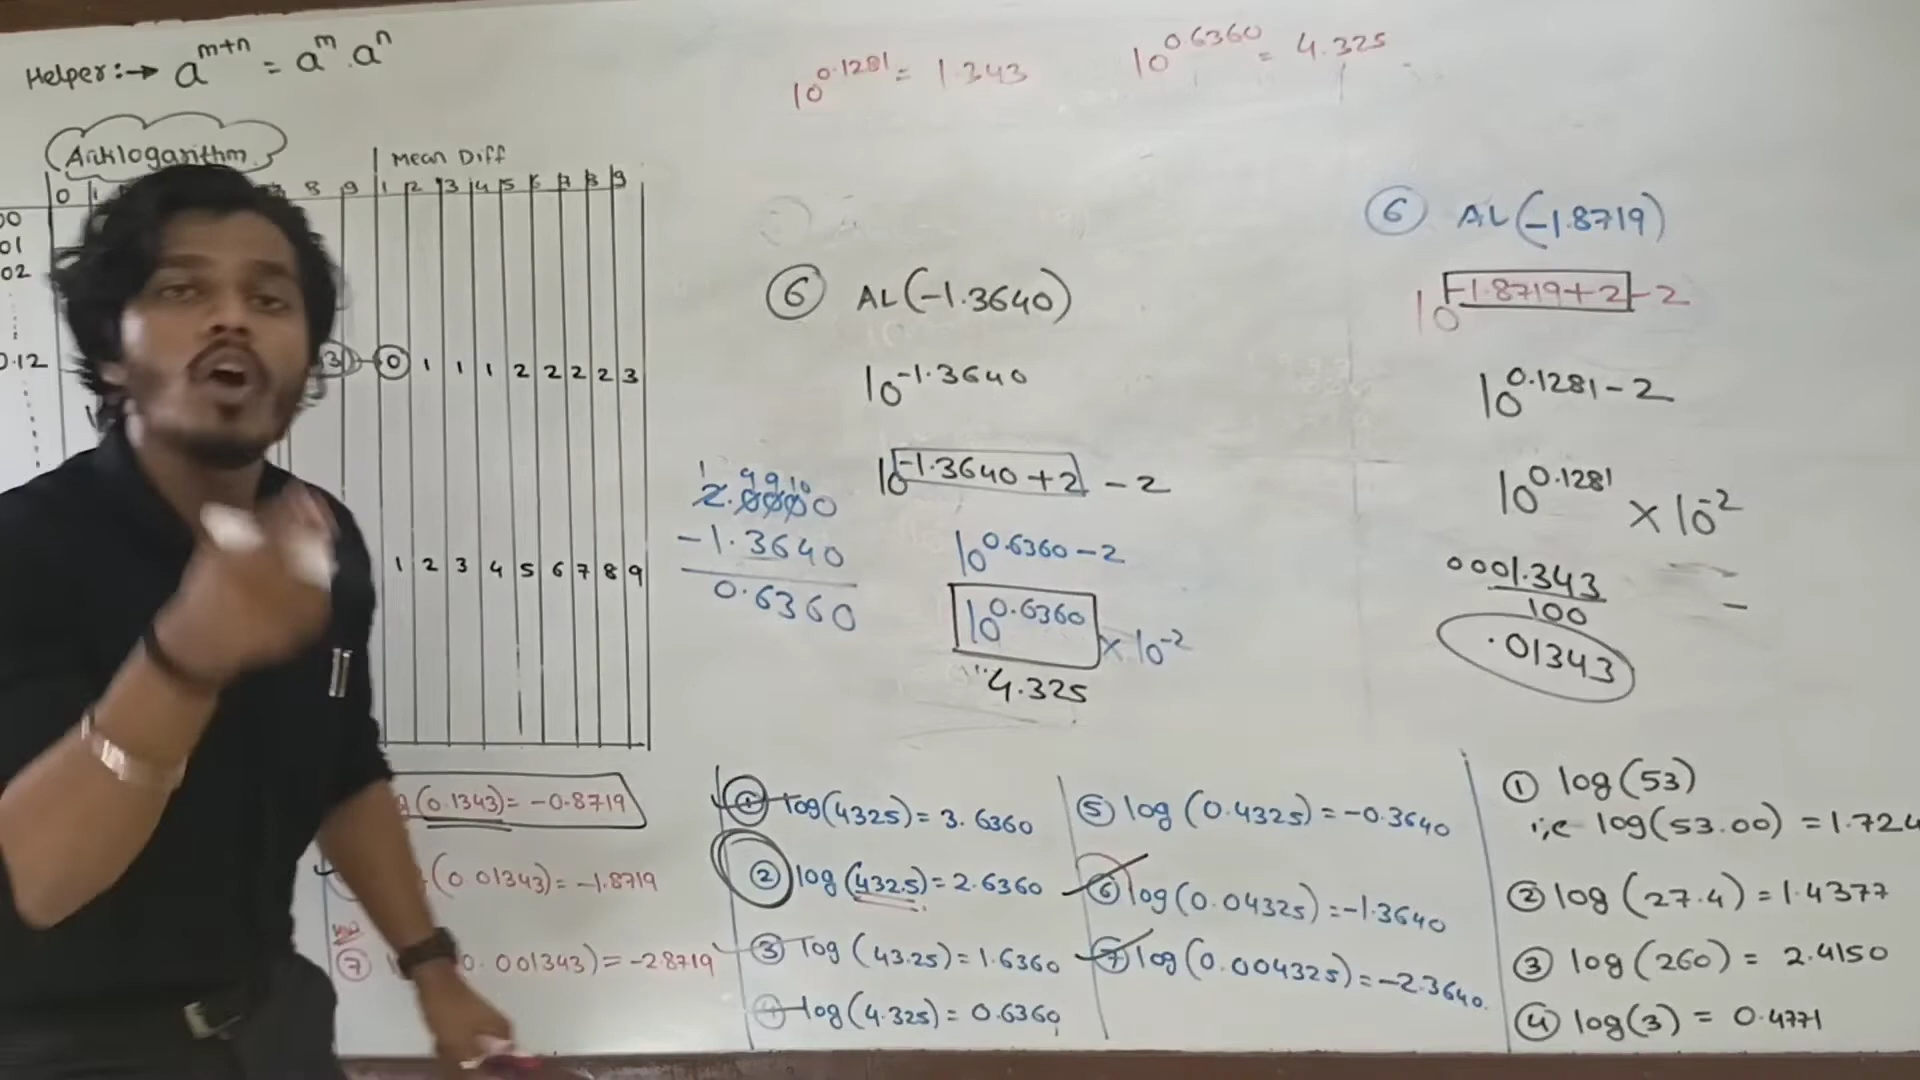 Helper:→ a^{m+n} = a^m . a^n
10^{0.1281} = 1.343
10^{0.6360} = 4.325
Antilogarithm
Mean Diff
0 1 8 9 1 2 3 4 5 6 7 8 9
00
01
02
0.12 3 0 1 1 1 2 2 2 2 3
1 2 3 4 5 6 7 8 9
⑥ AL(-1.3640)
10^{-1.3640}
10^{-1.3640+2-2}
2.0000
-1.3640
0.6360
10^{0.6360-2}
10^{0.6360} × 10^{-2}
4.325
⑥ AL(-1.8719)
10^{-1.8719+2-2}
10^{0.1281-2}
10^{0.1281} × 10^{-2}
0001.343
100
.01343
(0.1343) = -0.8719
(0.01343) = -1.8719
⑦ 0.001343) = -2.8719
① log(4325) = 3.6360
② log(432.5) = 2.6360
③ log(43.25) = 1.6360
④ log(4.325) = 0.6360
⑤ log(0.4325) = -0.3640
⑥ log(0.04325) = -1.3640
⑦ log(0.004325) = -2.3640.
① log(53)
i,e log(53.00) = 1.724
② log(27.4) = 1.4377
③ log(260) = 2.4150
④ log(3) = 0.4771